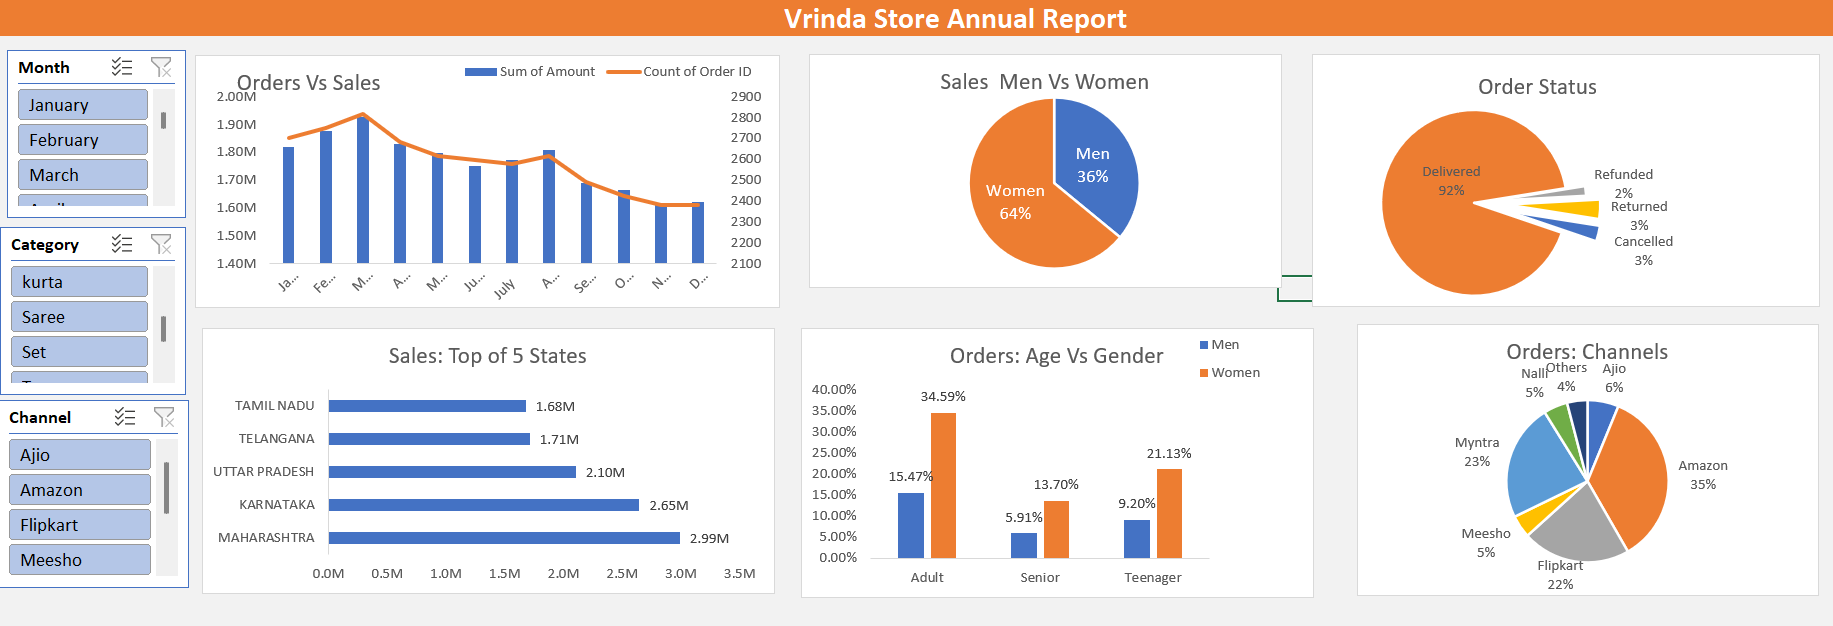 Vrinda Store Annual Report
Month
January
February
March
Category
kurta
Saree
Set
Channel
Ajio
Amazon
Flipkart
Meesho
Orders Vs Sales
Sum of Amount
Count of Order ID
2.00M
1.90M
1.80M
1.70M
1.60M
1.50M
1.40M
2900
2800
2700
2600
2500
2400
2300
2200
2100
Ja...
Fe...
M...
A...
M...
Ju...
July
A...
Se...
O...
N...
D...
Sales Men Vs Women
Men
36%
Women
64%
Order Status
Delivered
92%
Refunded
2%
Returned
3%
Cancelled
3%
Sales: Top of 5 States
TAMIL NADU 1.68M
TELANGANA 1.71M
UTTAR PRADESH 2.10M
KARNATAKA 2.65M
MAHARASHTRA 2.99M
0.0M 0.5M 1.0M 1.5M 2.0M 2.5M 3.0M 3.5M
Orders: Age Vs Gender
Men
Women
40.00%
35.00%
30.00%
25.00%
20.00%
15.00%
10.00%
5.00%
0.00%
15.47%
34.59%
5.91%
13.70%
9.20%
21.13%
Adult Senior Teenager
Orders: Channels
Nalli
5%
Others
4%
Ajio
6%
Myntra
23%
Amazon
35%
Meesho
5%
Flipkart
22%